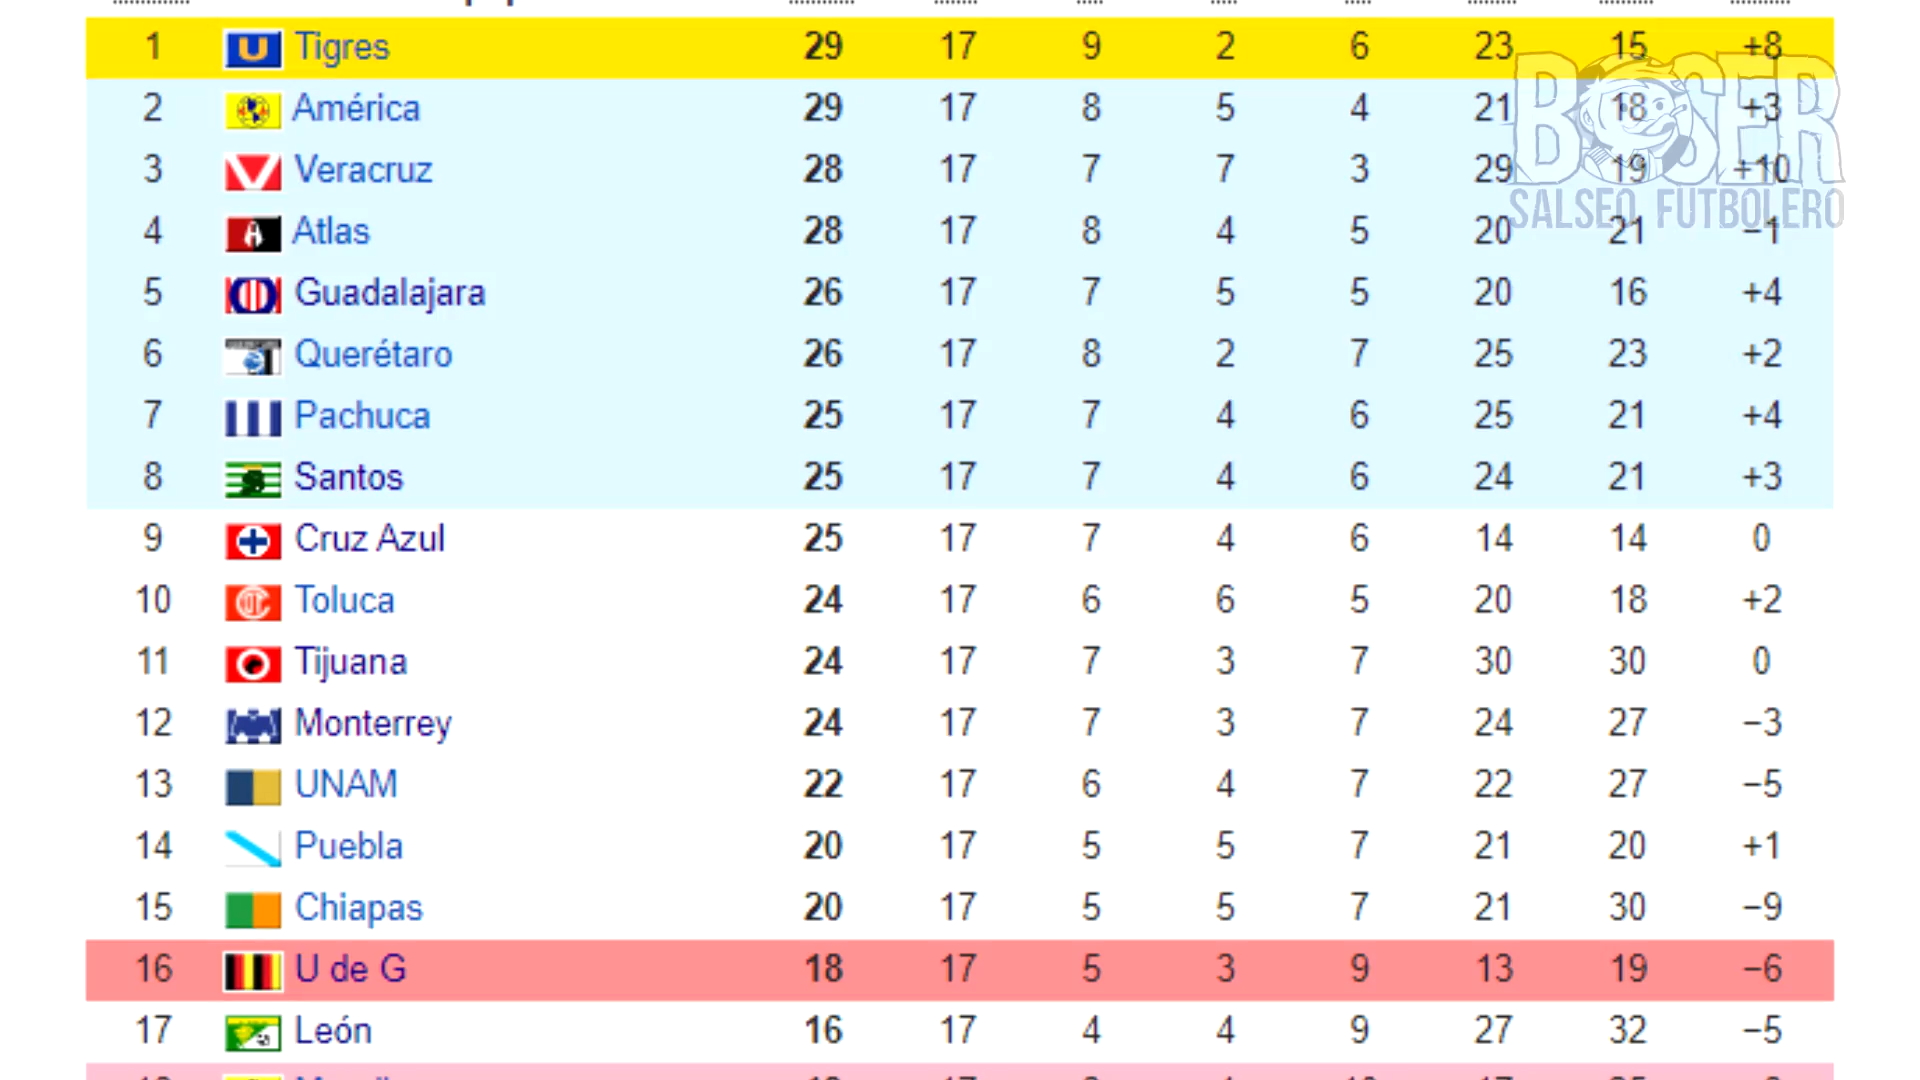 1 Tigres 29 17 9 2 6 23 15 +8
2 América 29 17 8 5 4 21 18 +3
3 Veracruz 28 17 7 7 3 29 19 +10
4 Atlas 28 17 8 4 5 20 21 −1
5 Guadalajara 26 17 7 5 5 20 16 +4
6 Querétaro 26 17 8 2 7 25 23 +2
7 Pachuca 25 17 7 4 6 25 21 +4
8 Santos 25 17 7 4 6 24 21 +3
9 Cruz Azul 25 17 7 4 6 14 14 0
10 Toluca 24 17 6 6 5 20 18 +2
11 Tijuana 24 17 7 3 7 30 30 0
12 Monterrey 24 17 7 3 7 24 27 −3
13 UNAM 22 17 6 4 7 22 27 −5
14 Puebla 20 17 5 5 7 21 20 +1
15 Chiapas 20 17 5 5 7 21 30 −9
16 U de G 18 17 5 3 9 13 19 −6
17 León 16 17 4 4 9 27 32 −5
BOSER
SALSEO FUTBOLERO